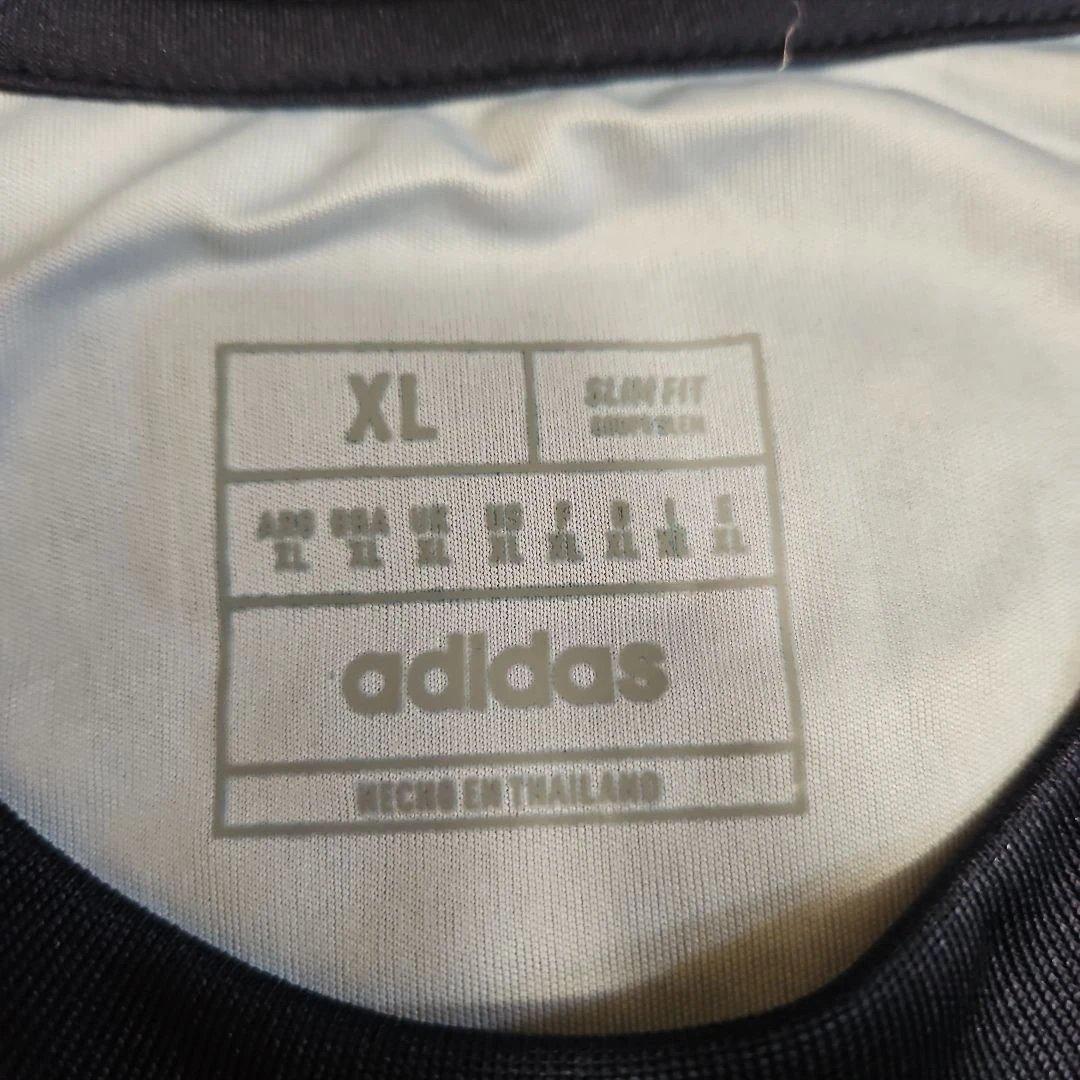 XL
SLIM FIT
ARG BRA UK US F D I E
XL XL XL XL XL XL XL XL
adidas
HECHO EN THAILAND